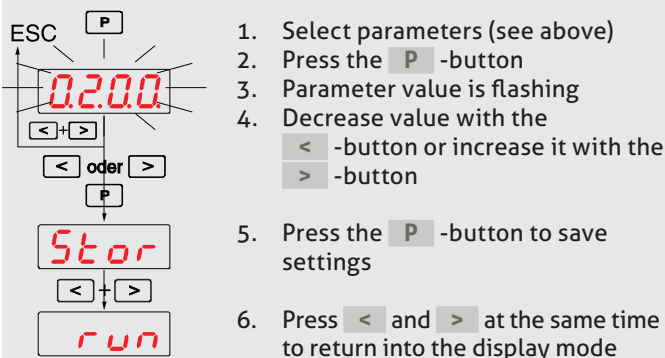 ESC
P
0.2.0.0.
< + >
< oder >
P
Stor
< + >
run
1. Select parameters (see above)
2. Press the P -button
3. Parameter value is flashing
4. Decrease value with the
< -button or increase it with the
> -button
5. Press the P -button to save
settings
6. Press < and > at the same time
to return into the display mode